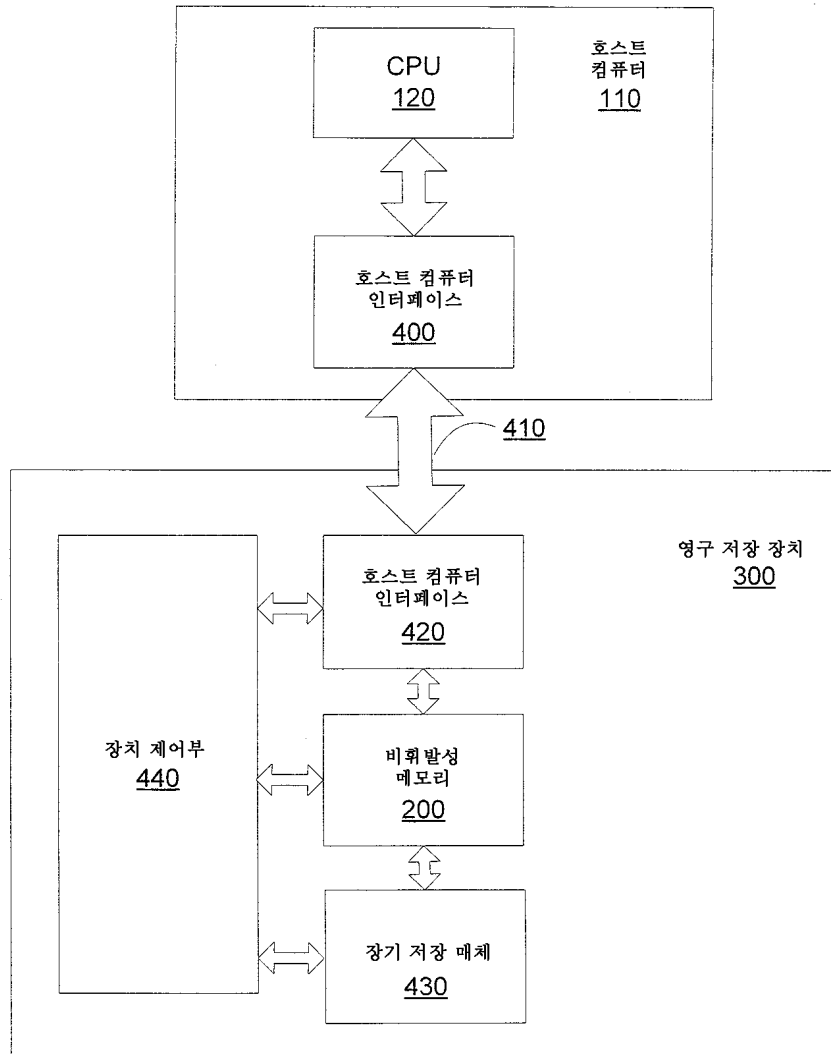 CPU
120
호스트
컴퓨터
110
호스트 컴퓨터
인터페이스
400
410
영구 저장 장치
300
호스트 컴퓨터
인터페이스
420
장치 제어부
440
비휘발성
메모리
200
장기 저장 매체
430